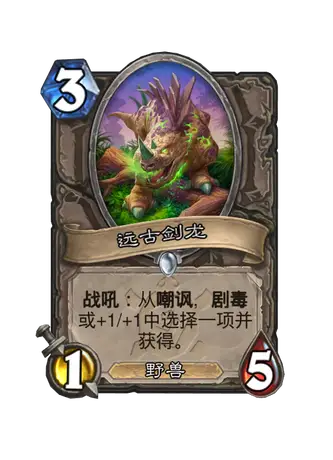 3
远古剑龙
战吼：从嘲讽，剧毒
或+1/+1中选择一项并
获得。
1
野兽
5